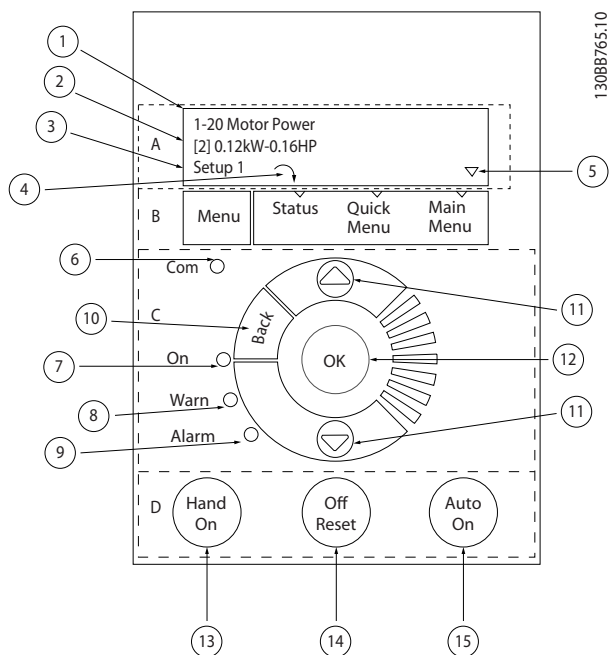 130BB765.10
1
2
3
4
5
A
1-20 Motor Power
[2] 0.12kW-0.16HP
Setup 1
B
Menu
Status
Quick
Menu
Main
Menu
6
Com
C
10
Back
11
7
On
OK
12
8
Warn
9
Alarm
11
D
Hand
On
Off
Reset
Auto
On
13
14
15